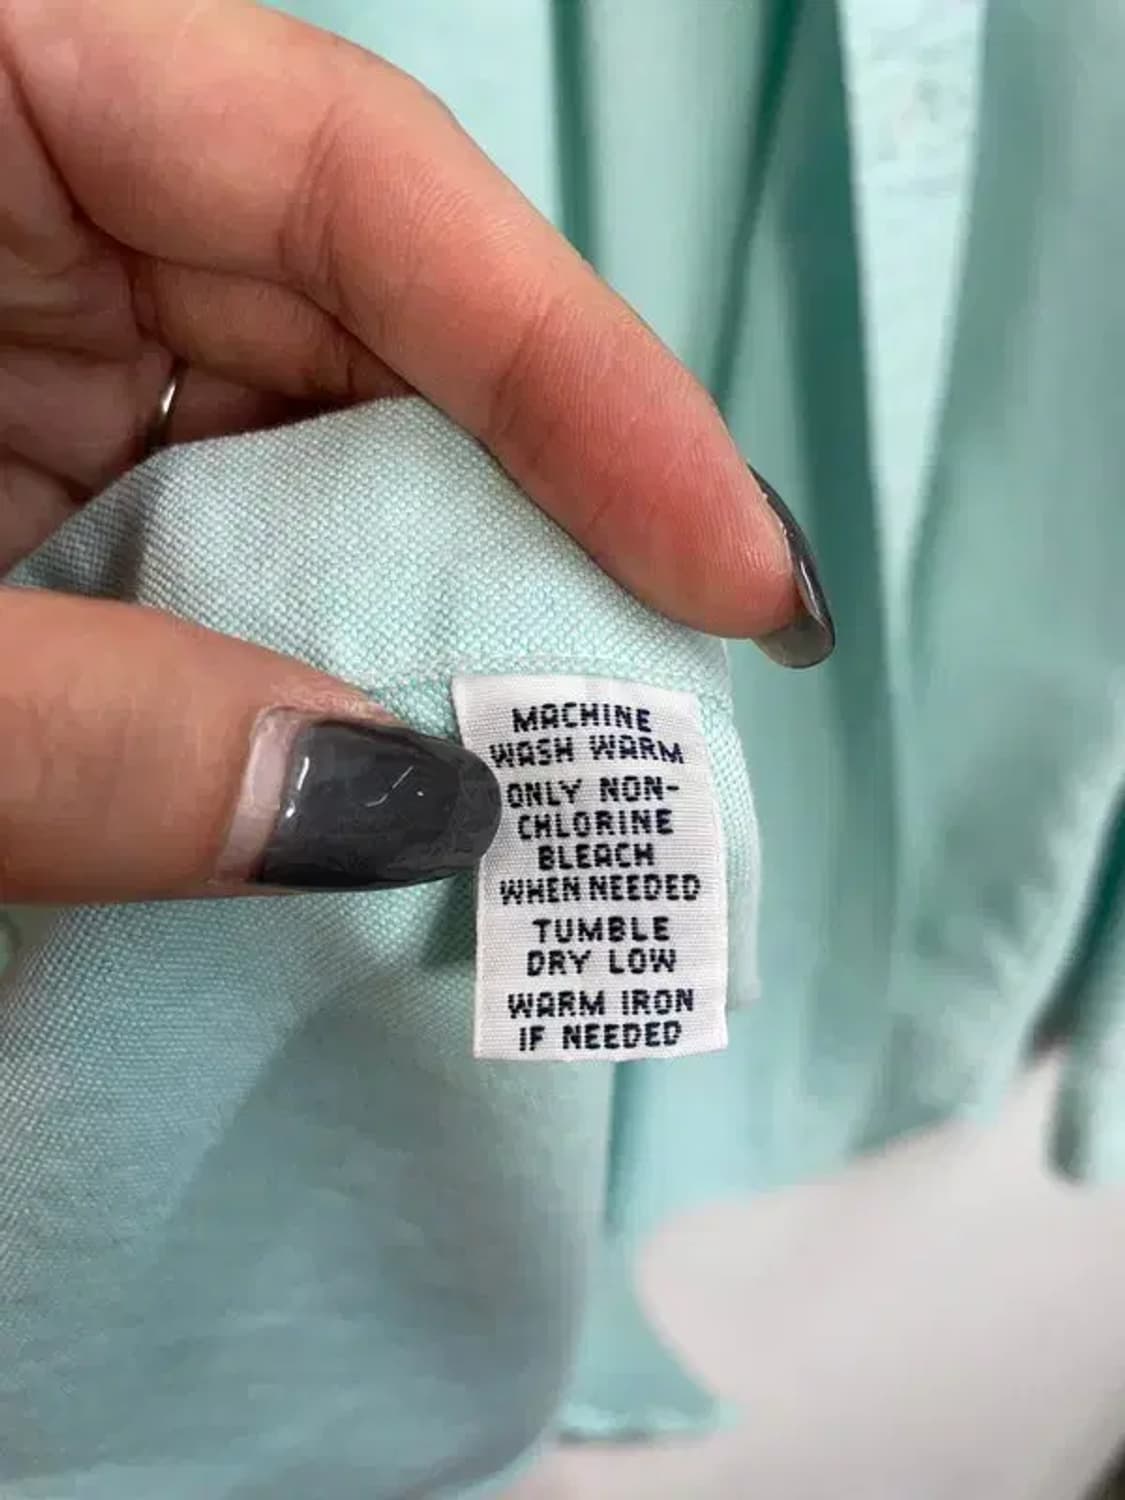 MACHINE
WASH WARM
ONLY NON-
CHLORINE
BLEACH
WHEN NEEDED
TUMBLE
DRY LOW
WARM IRON
IF NEEDED